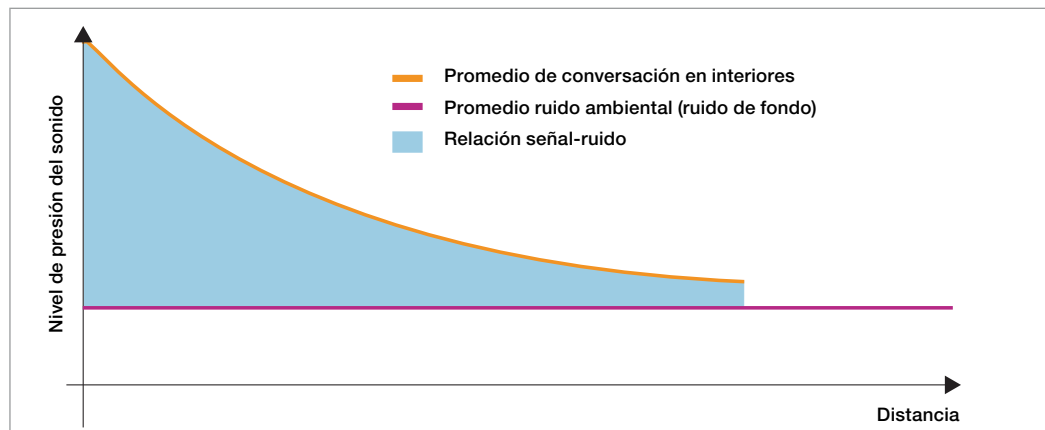 Promedio de conversación en interiores
Promedio ruido ambiental (ruido de fondo)
Relación señal-ruido
Nivel de presión del sonido
Distancia